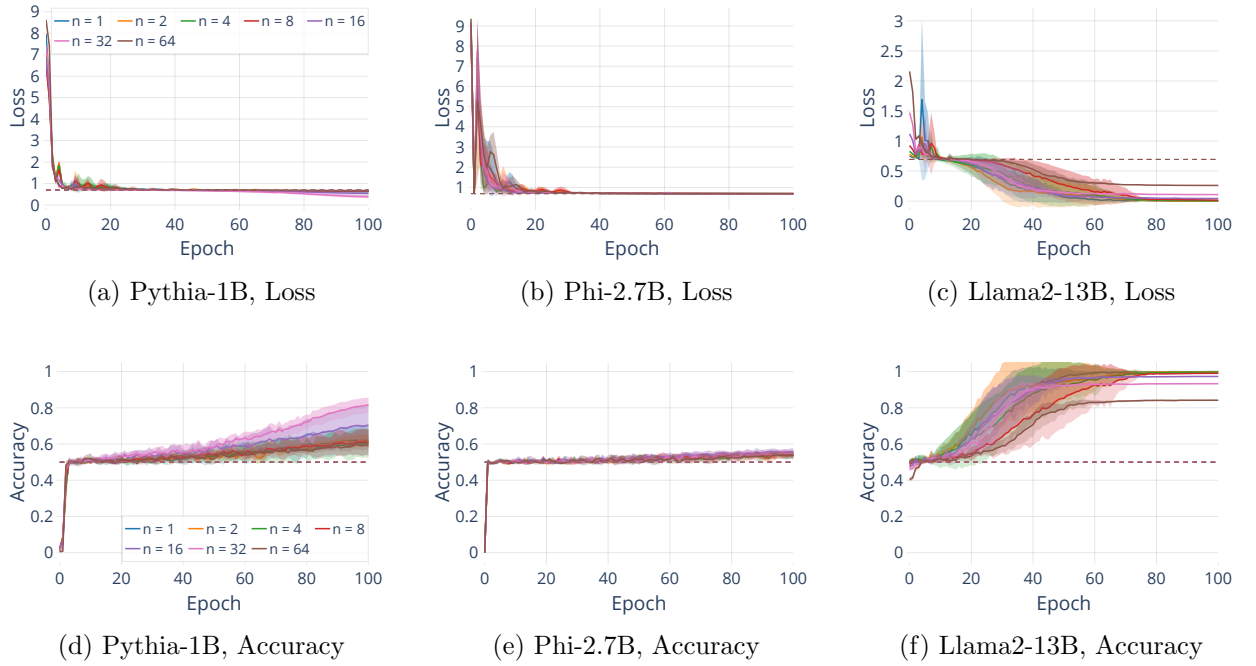 9
8
7
6
5
4
3
2
1
0
Loss
n = 1 n = 2 n = 4 n = 8 n = 16
n = 32 n = 64
0 20 40 60 80 100
Epoch
(a) Pythia-1B, Loss
9
8
7
6
5
4
3
2
1
0
Loss
0 20 40 60 80 100
Epoch
(b) Phi-2.7B, Loss
3
2.5
2
1.5
1
0.5
0
Loss
0 20 40 60 80 100
Epoch
(c) Llama2-13B, Loss
1
0.8
0.6
0.4
0.2
0
Accuracy
n = 1 n = 2 n = 4 n = 8
n = 16 n = 32 n = 64
0 20 40 60 80 100
Epoch
(d) Pythia-1B, Accuracy
1
0.8
0.6
0.4
0.2
0
Accuracy
0 20 40 60 80 100
Epoch
(e) Phi-2.7B, Accuracy
1
0.8
0.6
0.4
0.2
0
Accuracy
0 20 40 60 80 100
Epoch
(f) Llama2-13B, Accuracy